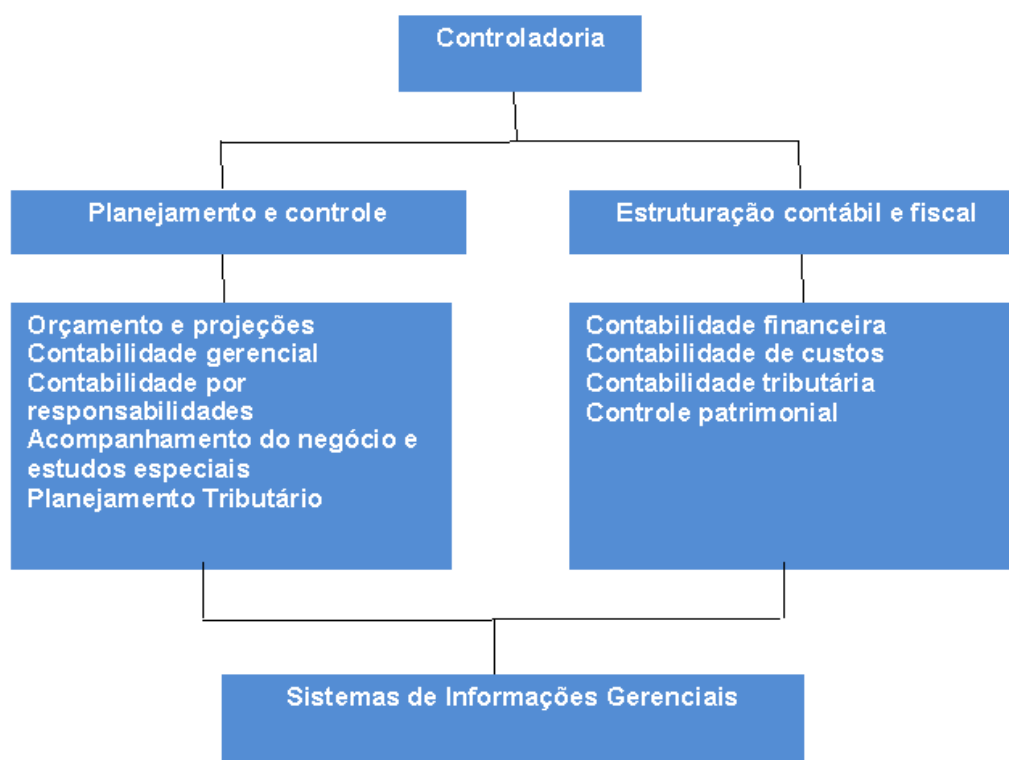 Controladoria
Planejamento e controle
Estruturação contábil e fiscal
Orçamento e projeções
Contabilidade gerencial
Contabilidade por
responsabilidades
Acompanhamento do negócio e
estudos especiais
Planejamento Tributário
Contabilidade financeira
Contabilidade de custos
Contabilidade tributária
Controle patrimonial
Sistemas de Informações Gerenciais